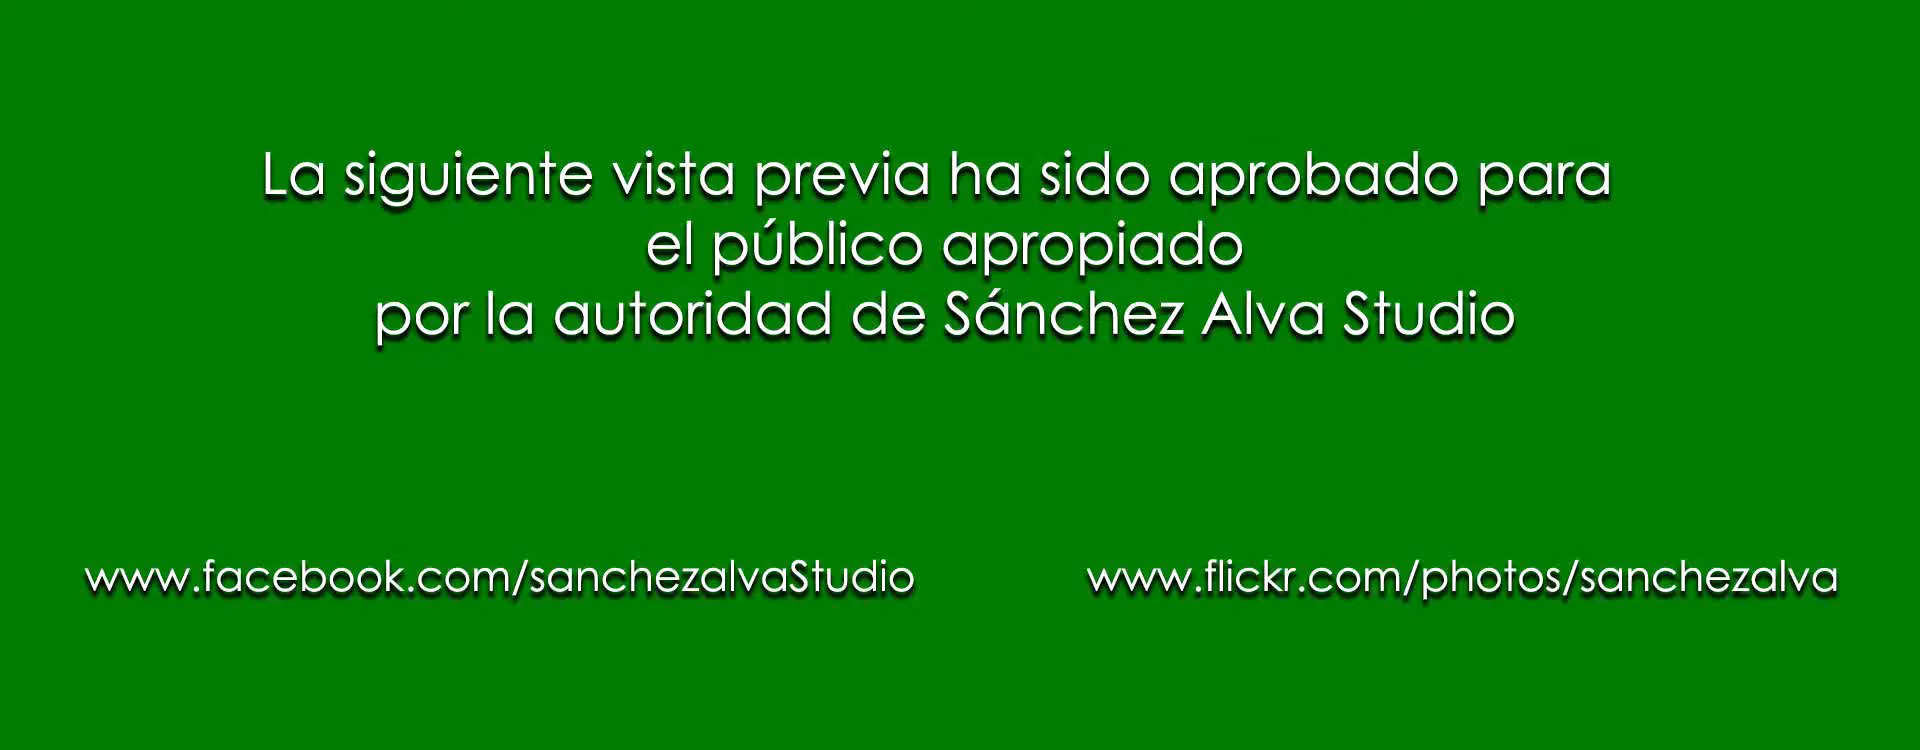 La siguiente vista previa ha sido aprobado para
el público apropiado
por la autoridad de Sánchez Alva Studio
www.facebook.com/sanchezalvaStudio
www.flickr.com/photos/sanchezalva